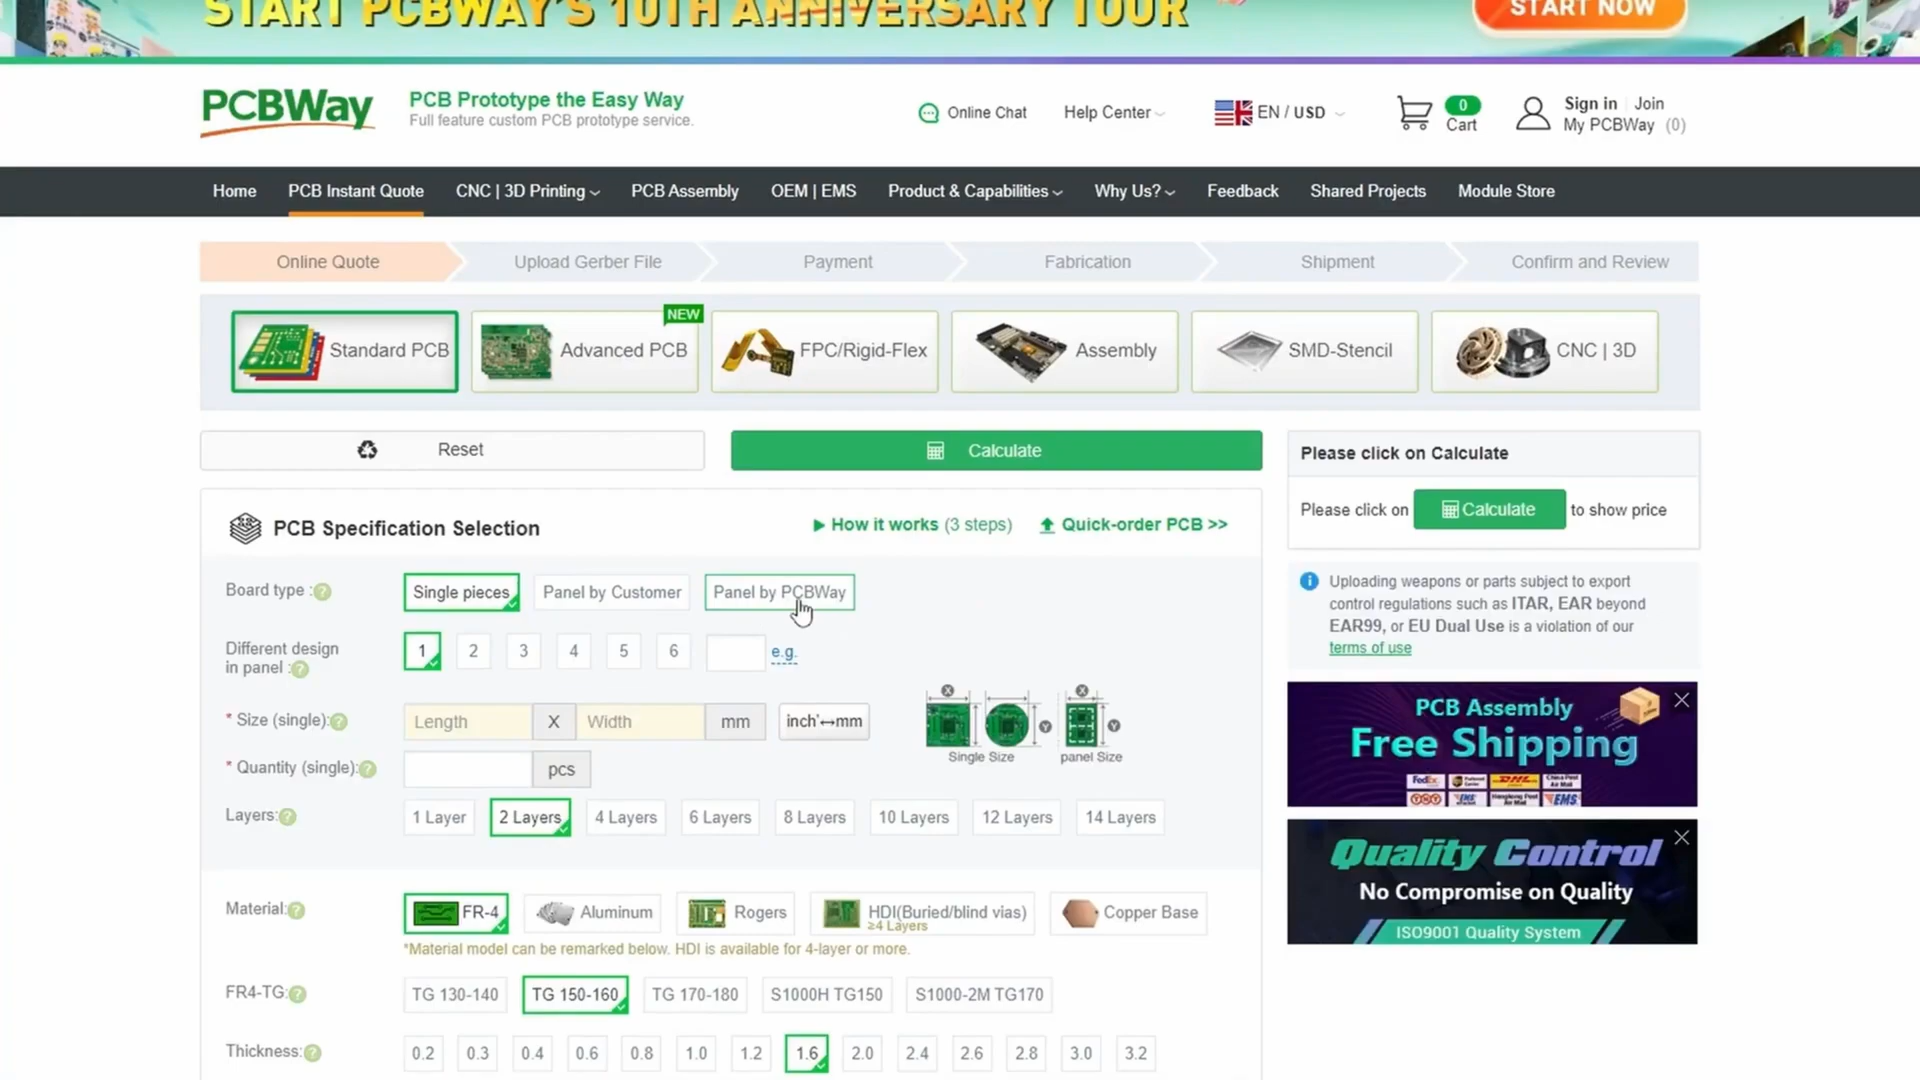 START PCBWAY'S 10TH ANNIVERSARY TOUR
START NOW
PCBWay
PCB Prototype the Easy Way
Full feature custom PCB prototype service.
Online Chat
Help Center
EN / USD
0
Cart
Sign in | Join
My PCBWay (0)
Home
PCB Instant Quote
CNC | 3D Printing
PCB Assembly
OEM | EMS
Product & Capabilities
Why Us?
Feedback
Shared Projects
Module Store
Online Quote
Upload Gerber File
Payment
Fabrication
Shipment
Confirm and Review
Standard PCB
NEW
Advanced PCB
FPC/Rigid-Flex
Assembly
SMD-Stencil
CNC | 3D
Reset
Calculate
Please click on Calculate
Please click on Calculate to show price
PCB Specification Selection
How it works (3 steps)
Quick-order PCB >>
Board type :
Single pieces
Panel by Customer
Panel by PCBWay
Different design
in panel :
1 2 3 4 5 6
e.g.
* Size (single):
Length X Width mm
inch'↔mm
X X
Y Y
Single Size
panel Size
* Quantity (single):
pcs
Layers:
1 Layer
2 Layers
4 Layers
6 Layers
8 Layers
10 Layers
12 Layers
14 Layers
Material:
FR-4
Aluminum
Rogers
HDI(Buried/blind vias)
≥4 Layers
Copper Base
*Material model can be remarked below. HDI is available for 4-layer or more.
FR4-TG:
TG 130-140
TG 150-160
TG 170-180
S1000H TG150
S1000-2M TG170
Thickness:
0.2 0.3 0.4 0.6 0.8 1.0 1.2 1.6 2.0 2.4 2.6 2.8 3.0 3.2
Uploading weapons or parts subject to export
control regulations such as ITAR, EAR beyond
EAR99, or EU Dual Use is a violation of our
terms of use
PCB Assembly
Free Shipping
FedEx
DHL
China Post
Air Mail
TNT
EMS
Hongkong Post
Air Mail
EMS
Quality Control
No Compromise on Quality
ISO9001 Quality System